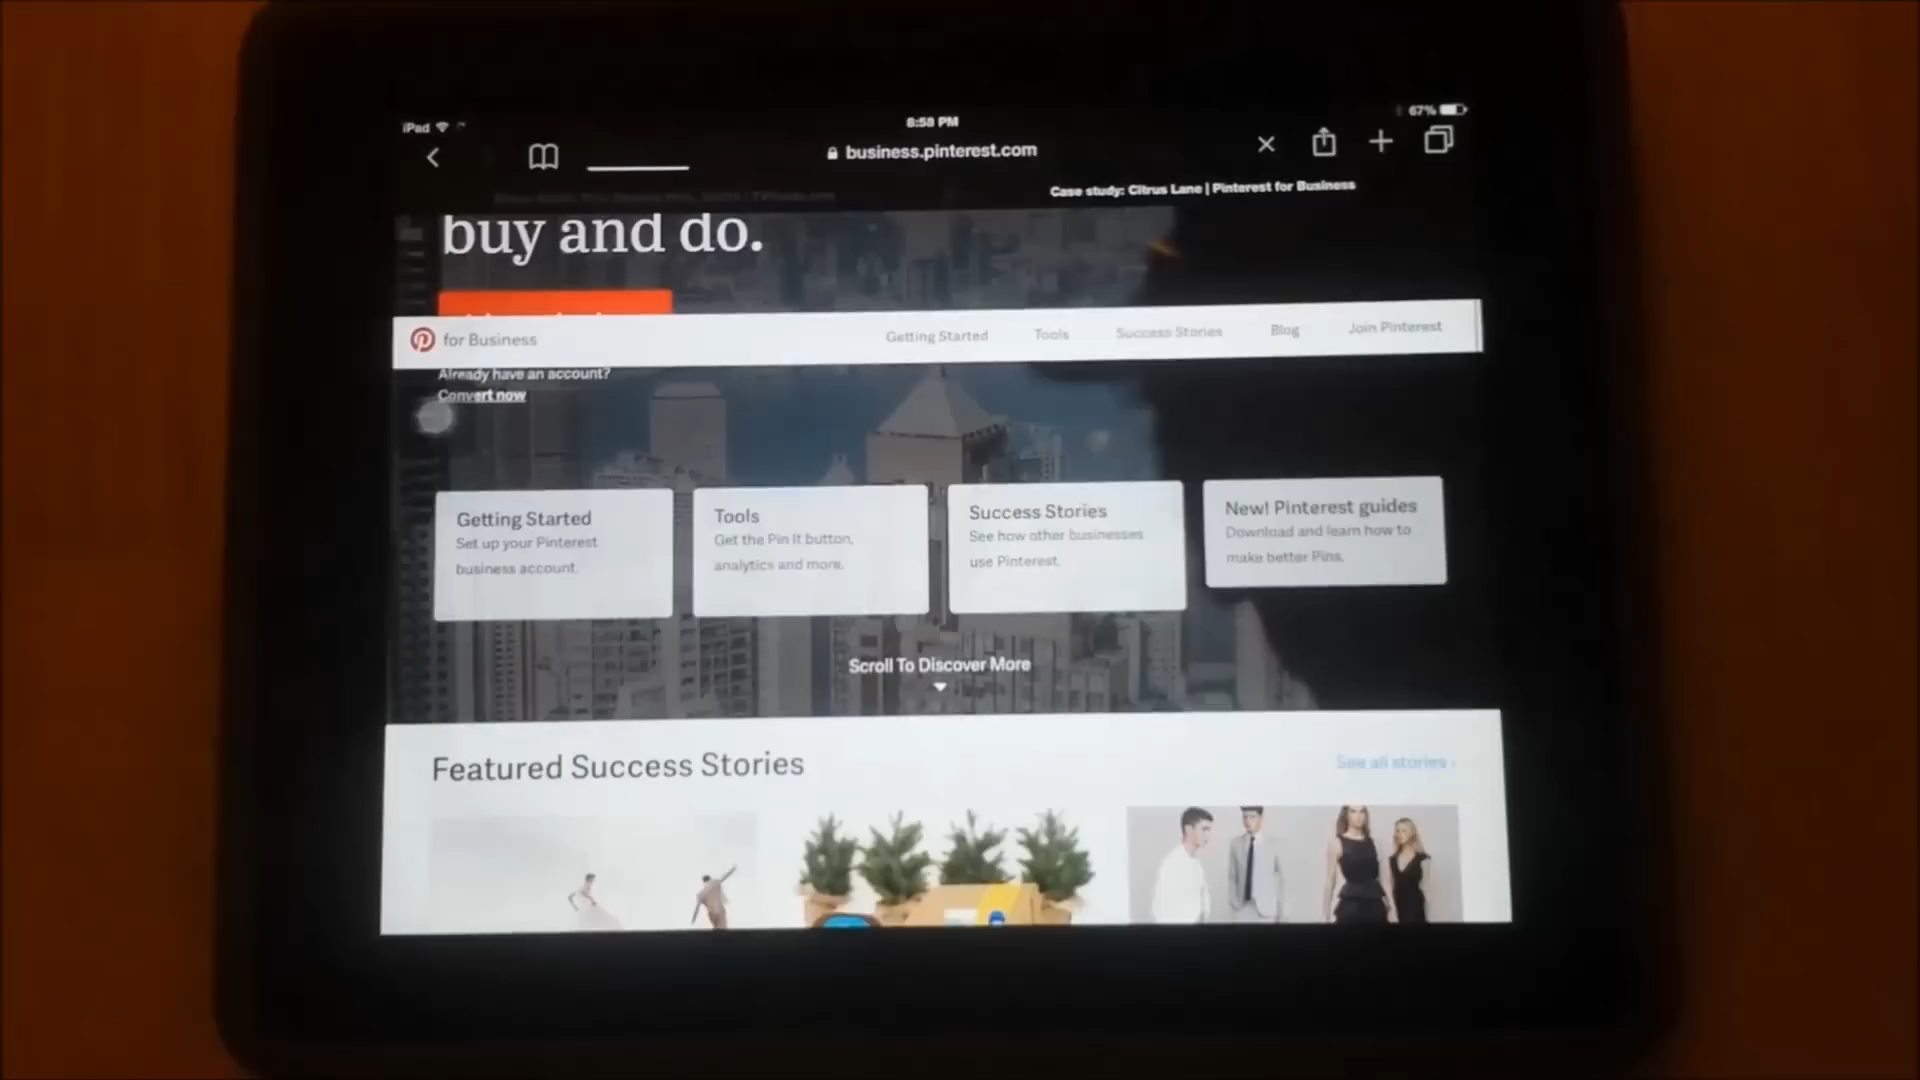 iPad
8:58 PM
67%
business.pinterest.com
Case study: Citrus Lane | Pinterest for Business
buy and do.
for Business
Getting Started
Tools
Success Stories
Blog
Join Pinterest
Already have an account?
Convert now
Getting Started
Set up your Pinterest
business account.
Tools
Get the Pin It button,
analytics and more.
Success Stories
See how other businesses
use Pinterest.
New! Pinterest guides
Download and learn how to
make better Pins.
Scroll To Discover More
Featured Success Stories
See all stories ›